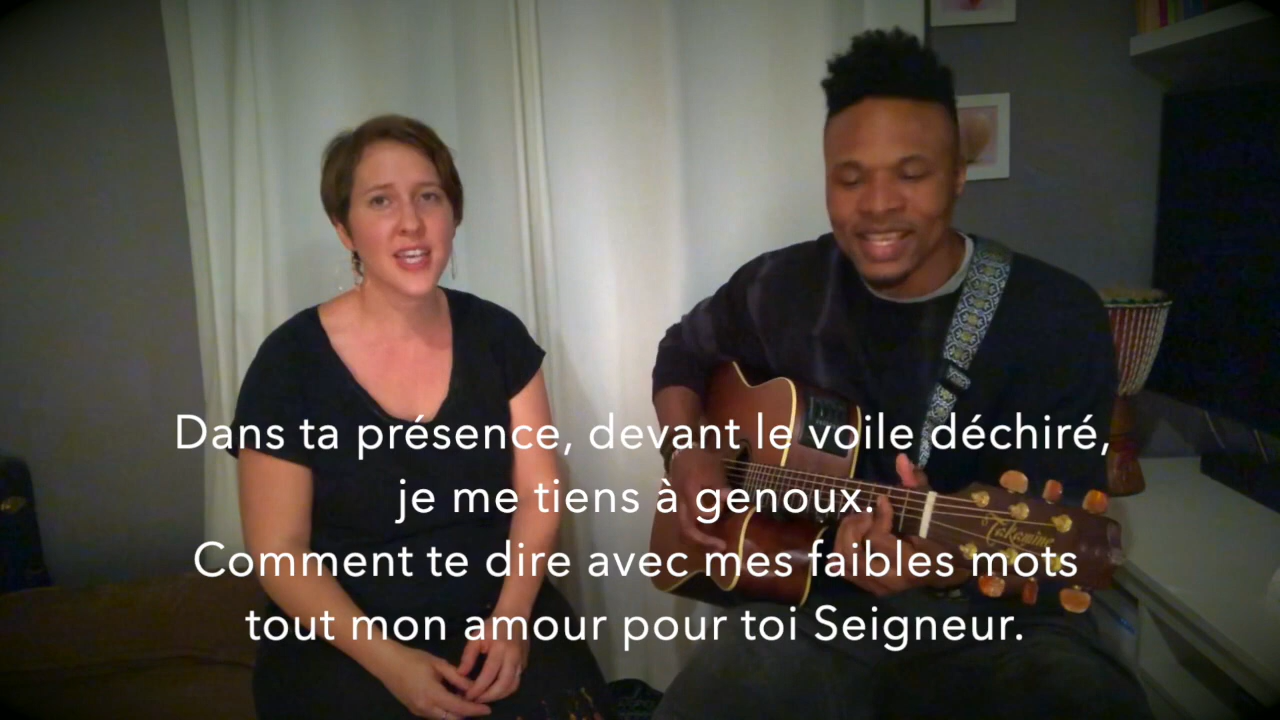 Dans ta présence, devant le voile déchiré,
je me tiens à genoux.
Comment te dire avec mes faibles mots
tout mon amour pour toi Seigneur.
Takamine